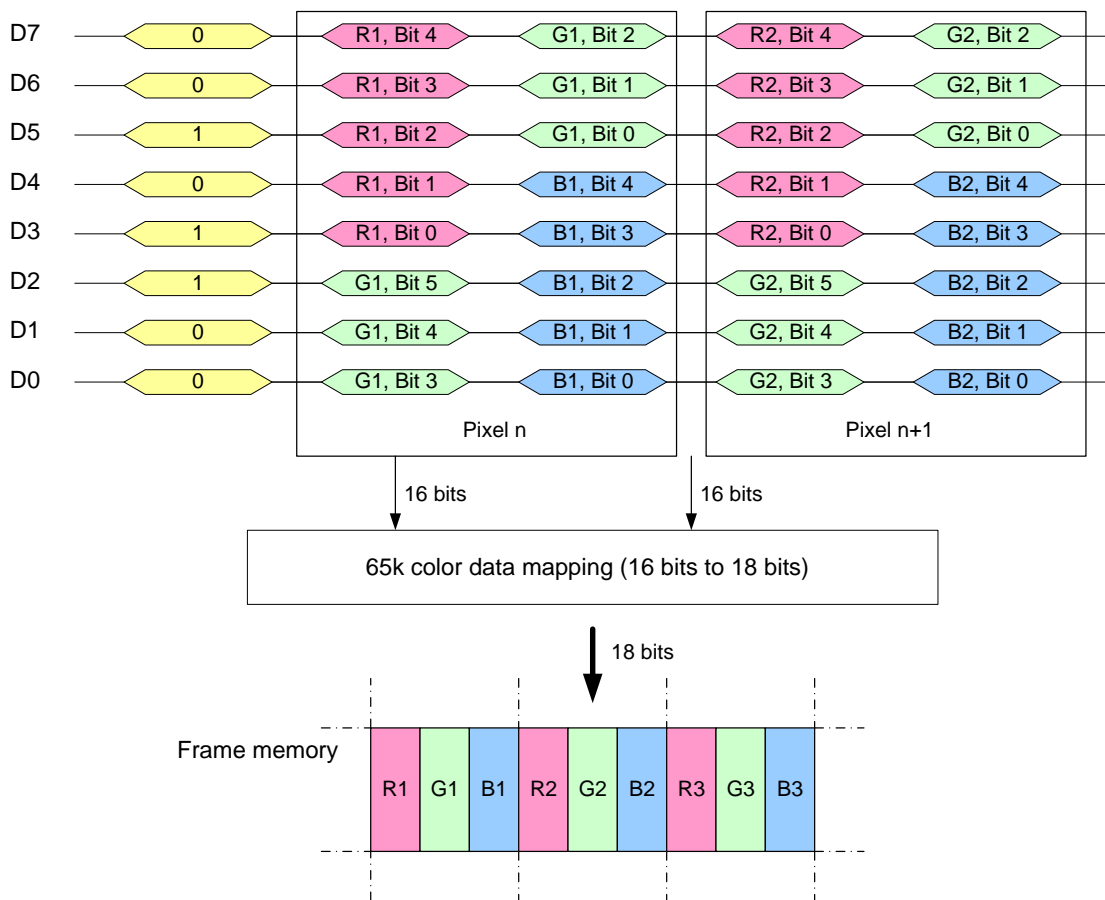 D7 0 R1, Bit 4 G1, Bit 2 R2, Bit 4 G2, Bit 2
D6 0 R1, Bit 3 G1, Bit 1 R2, Bit 3 G2, Bit 1
D5 1 R1, Bit 2 G1, Bit 0 R2, Bit 2 G2, Bit 0
D4 0 R1, Bit 1 B1, Bit 4 R2, Bit 1 B2, Bit 4
D3 1 R1, Bit 0 B1, Bit 3 R2, Bit 0 B2, Bit 3
D2 1 G1, Bit 5 B1, Bit 2 G2, Bit 5 B2, Bit 2
D1 0 G1, Bit 4 B1, Bit 1 G2, Bit 4 B2, Bit 1
D0 0 G1, Bit 3 B1, Bit 0 G2, Bit 3 B2, Bit 0
Pixel n Pixel n+1
16 bits 16 bits
65k color data mapping (16 bits to 18 bits)
18 bits
Frame memory
R1 G1 B1 R2 G2 B2 R3 G3 B3